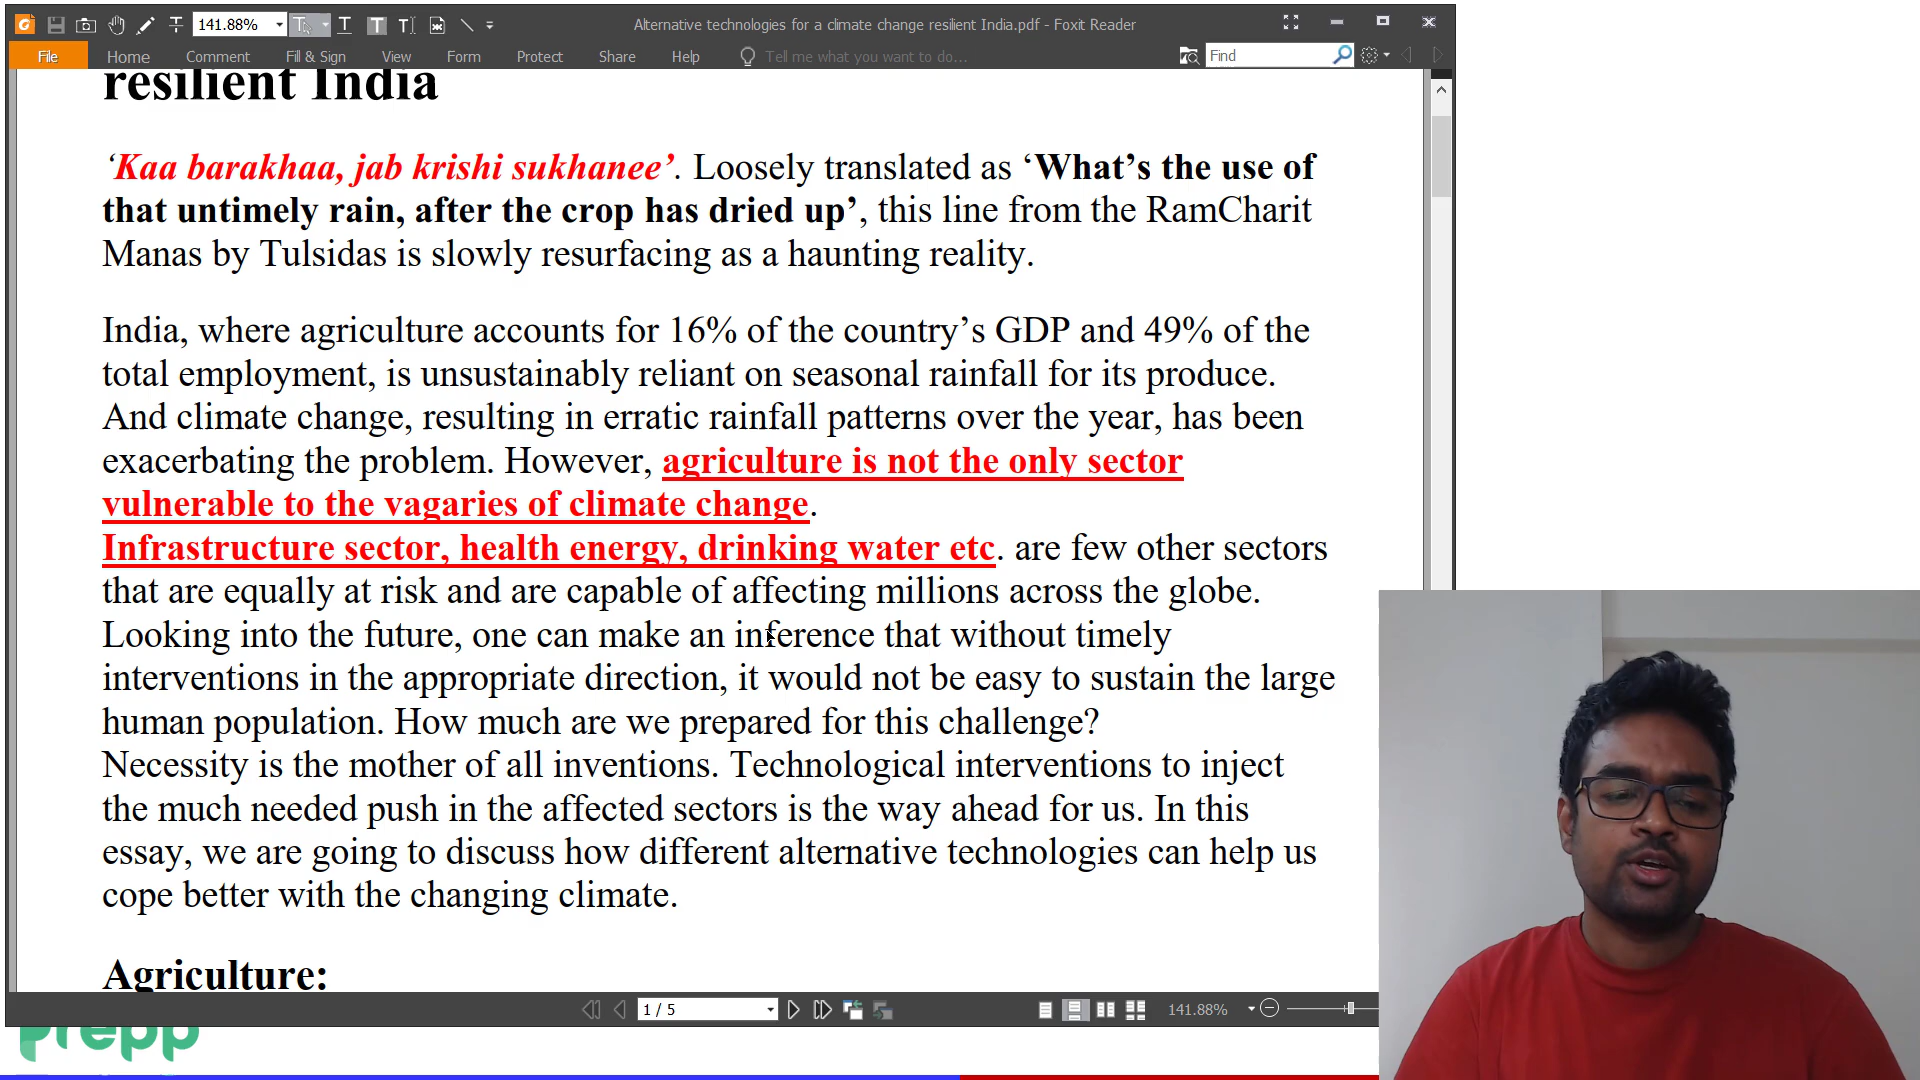 141.88%
Alternative technologies for a climate change resilient India.pdf - Foxit Reader
File Home Comment Fill & Sign View Form Protect Share Help Tell me what you want to do... Find
resilient India
‘Kaa barakhaa, jab krishi sukhanee’. Loosely translated as ‘What’s the use of
that untimely rain, after the crop has dried up’, this line from the RamCharit
Manas by Tulsidas is slowly resurfacing as a haunting reality.
India, where agriculture accounts for 16% of the country’s GDP and 49% of the
total employment, is unsustainably reliant on seasonal rainfall for its produce.
And climate change, resulting in erratic rainfall patterns over the year, has been
exacerbating the problem. However, agriculture is not the only sector
vulnerable to the vagaries of climate change.
Infrastructure sector, health energy, drinking water etc. are few other sectors
that are equally at risk and are capable of affecting millions across the globe.
Looking into the future, one can make an inference that without timely
interventions in the appropriate direction, it would not be easy to sustain the large
human population. How much are we prepared for this challenge?
Necessity is the mother of all inventions. Technological interventions to inject
the much needed push in the affected sectors is the way ahead for us. In this
essay, we are going to discuss how different alternative technologies can help us
cope better with the changing climate.
Agriculture:
1 / 5
141.88%
prepp